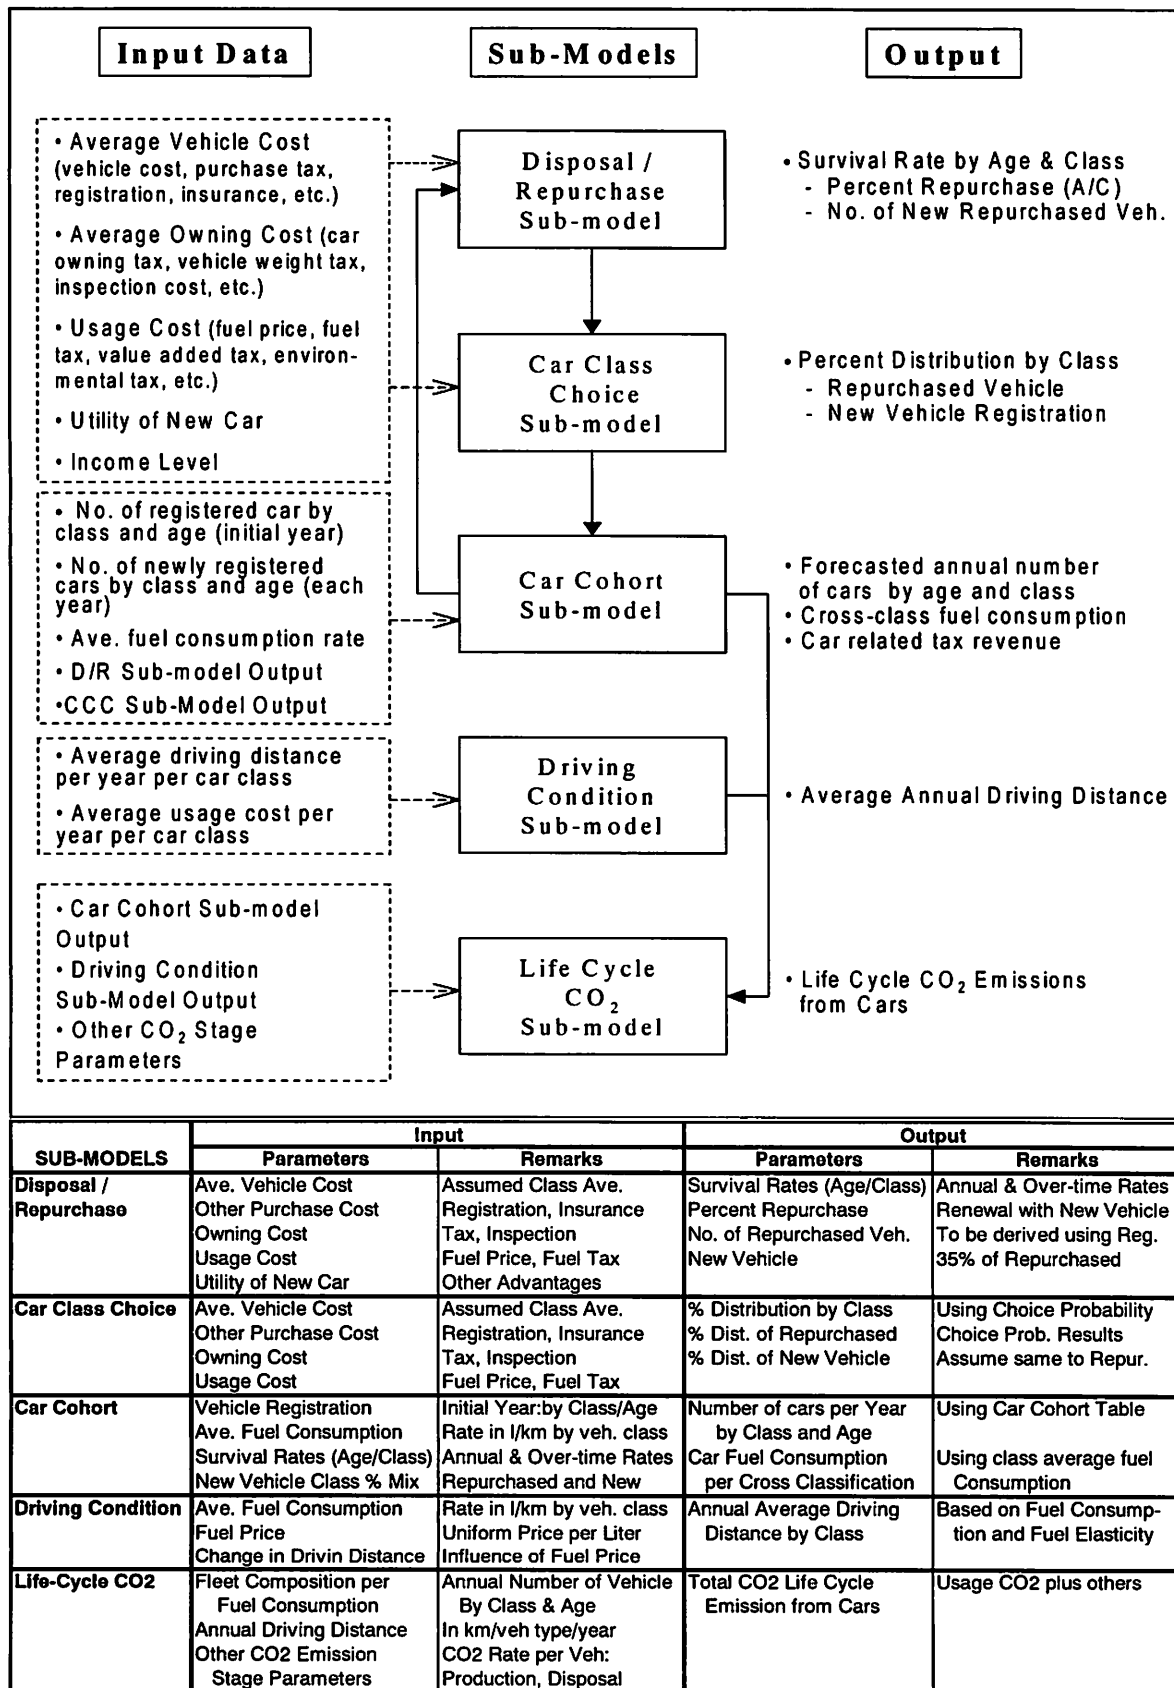 Input Data
Sub-Models
Output
• Average Vehicle Cost
(vehicle cost, purchase tax,
registration, insurance, etc.)
• Average Owning Cost (car
owning tax, vehicle weight tax,
inspection cost, etc.)
• Usage Cost (fuel price, fuel
tax, value added tax, environ-
mental tax, etc.)
• Utility of New Car
• Income Level
Disposal /
Repurchase
Sub-model
• Survival Rate by Age & Class
- Percent Repurchase (A/C)
- No. of New Repurchased Veh.
Car Class
Choice
Sub-model
• Percent Distribution by Class
- Repurchased Vehicle
- New Vehicle Registration
• No. of registered car by
class and age (initial year)
• No. of newly registered
cars by class and age (each
year)
• Ave. fuel consumption rate
• D/R Sub-model Output
•CCC Sub-Model Output
Car Cohort
Sub-model
• Forecasted annual number
of cars by age and class
• Cross-class fuel consumption
• Car related tax revenue
• Average driving distance
per year per car class
• Average usage cost per
year per car class
Driving
Condition
Sub-model
• Average Annual Driving Distance
• Car Cohort Sub-model
Output
• Driving Condition
Sub-Model Output
• Other CO₂ Stage
Parameters
Life Cycle
CO₂
Sub-model
• Life Cycle CO₂ Emissions
from Cars
Input Output
SUB-MODELS Parameters Remarks Parameters Remarks
Disposal / Ave. Vehicle Cost Assumed Class Ave. Survival Rates (Age/Class) Annual & Over-time Rates
Repurchase Other Purchase Cost Registration, Insurance Percent Repurchase Renewal with New Vehicle
Owning Cost Tax, Inspection No. of Repurchased Veh. To be derived using Reg.
Usage Cost Fuel Price, Fuel Tax New Vehicle 35% of Repurchased
Utility of New Car Other Advantages
Car Class Choice Ave. Vehicle Cost Assumed Class Ave. % Distribution by Class Using Choice Probability
Other Purchase Cost Registration, Insurance % Dist. of Repurchased Choice Prob. Results
Owning Cost Tax, Inspection % Dist. of New Vehicle Assume same to Repur.
Usage Cost Fuel Price, Fuel Tax
Car Cohort Vehicle Registration Initial Year:by Class/Age Number of cars per Year Using Car Cohort Table
Ave. Fuel Consumption Rate in l/km by veh. class by Class and Age
Survival Rates (Age/Class) Annual & Over-time Rates Car Fuel Consumption Using class average fuel
New Vehicle Class % Mix Repurchased and New per Cross Classification Consumption
Driving Condition Ave. Fuel Consumption Rate in l/km by veh. class Annual Average Driving Based on Fuel Consump-
Fuel Price Uniform Price per Liter Distance by Class tion and Fuel Elasticity
Change in Drivin Distance Influence of Fuel Price
Life-Cycle CO2 Fleet Composition per Annual Number of Vehicle Total CO2 Life Cycle Usage CO2 plus others
Fuel Consumption By Class & Age Emission from Cars
Annual Driving Distance In km/veh type/year
Other CO2 Emission CO2 Rate per Veh:
Stage Parameters Production, Disposal